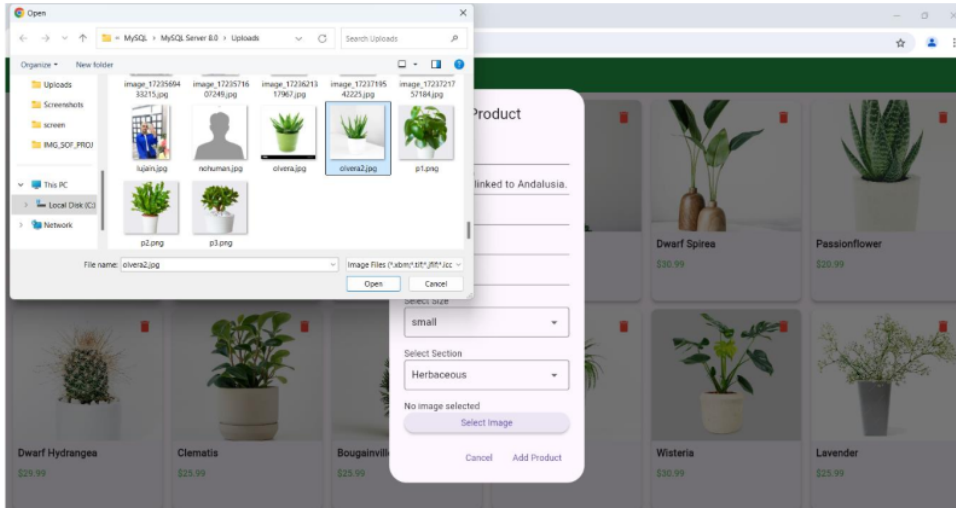 Open
« MySQL > MySQL Server 8.0 > Uploads
Search Uploads
Organize
New folder
Uploads
Screenshots
screen
IMG_SOF_PROJ
This PC
Local Disk (C:)
Network
image_17235694
33215.jpg
image_17235716
07249.jpg
image_17236213
17967.jpg
image_17237195
42225.jpg
image_17237217
57184.jpg
lujain.jpg
nohuman.jpg
olvera.jpg
olvera2.jpg
p1.png
p2.png
p3.png
File name:
olvera2.jpg
Image Files (*.xbm;*.tif;*.jfif;*.icc
Open
Cancel
Product
linked to Andalusia.
Select Size
small
Select Section
Herbaceous
No image selected
Select Image
Cancel
Add Product
Dwarf Spirea
$30.99
Passionflower
$20.99
Dwarf Hydrangea
$29.99
Clematis
$25.99
Bougainvill
$25.99
Wisteria
$30.99
Lavender
$25.99